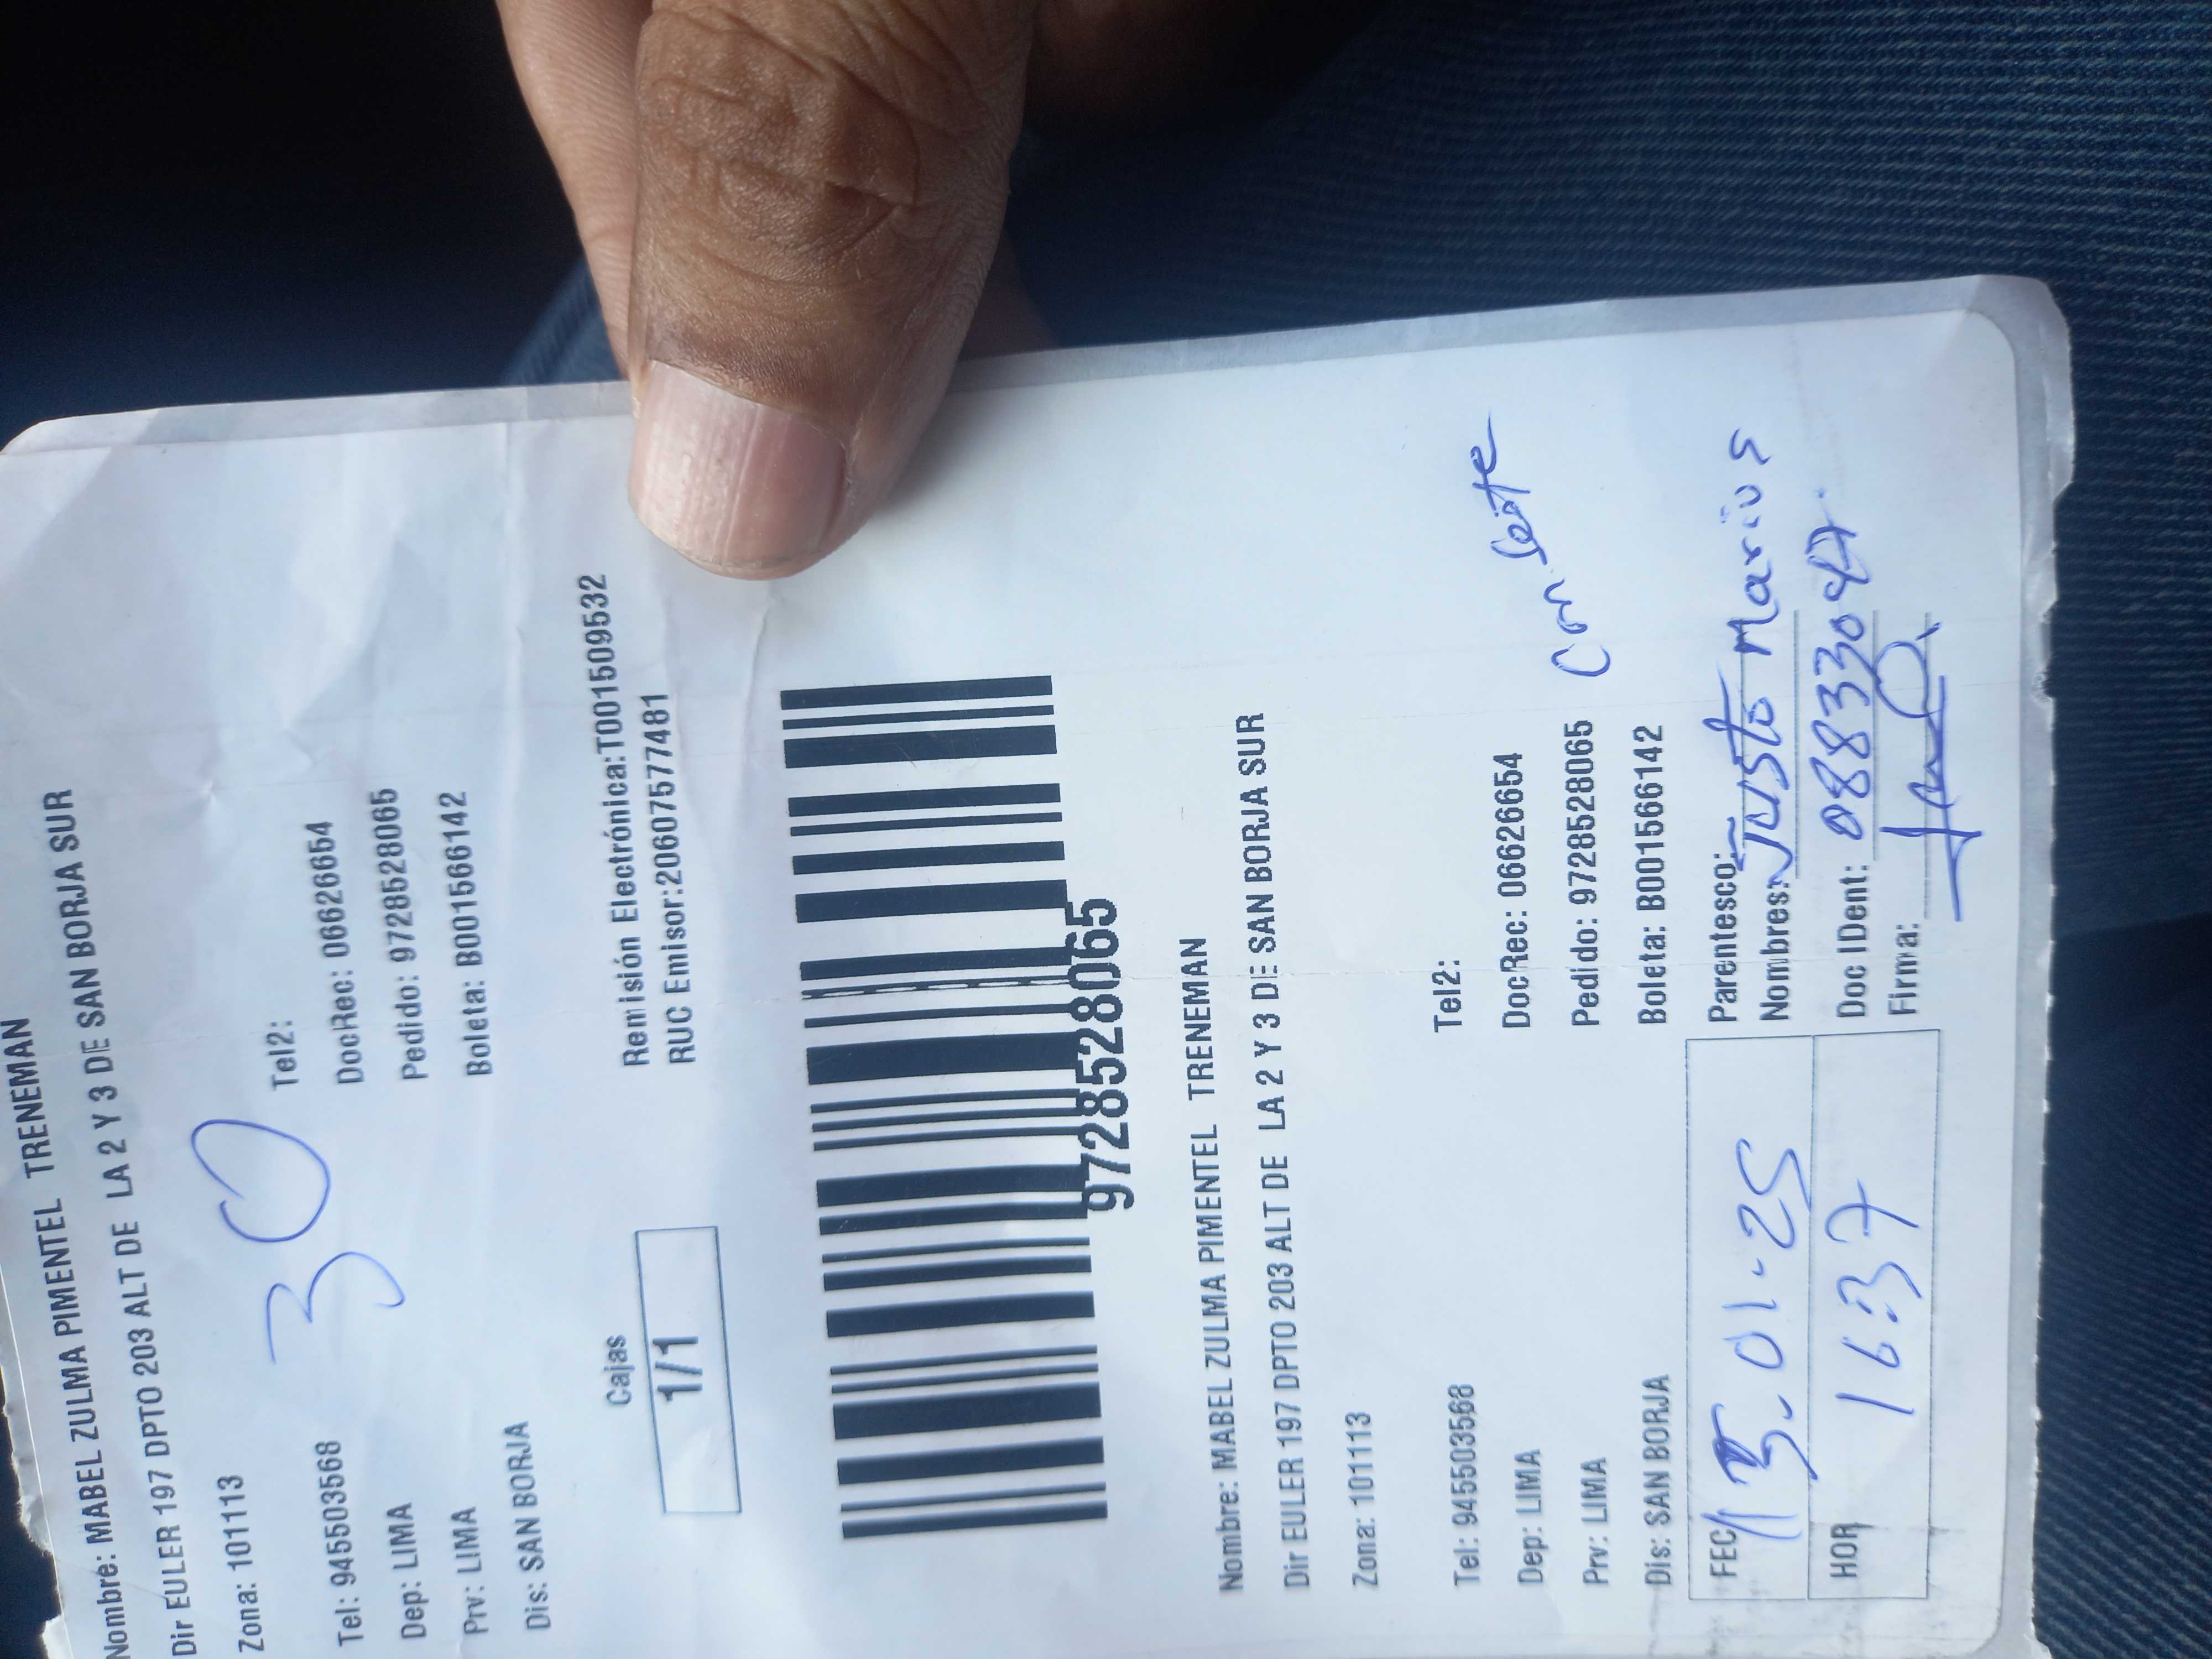 Nombre: MABEL ZULMA PIMENTEL TRENEMAN
Dir EULER 197 DPTO 203 ALT DE LA 2 Y 3 DE SAN BORJA SUR
Zona: 101113
30
Tel: 945503568 Tel2:
Dep: LIMA DocRec: 06626654
Prv: LIMA Pedido: 9728528065
Dis: SAN BORJA Boleta: B001566142
Cajas
1/1
Remisión Electrónica:T001509532
RUC Emisor:20607577481
9728528065
Nombre: MABEL ZULMA PIMENTEL TRENEMAN
Dir EULER 197 DPTO 203 ALT DE LA 2 Y 3 DE SAN BORJA SUR
Zona: 101113
Tel: 945503568 Tel2:
Dep: LIMA DocRec: 06626654
Prv: LIMA Pedido: 9728528065
Dis: SAN BORJA Boleta: B001566142
FEC 13.01.25 Parentesco:
Nombres: Justo
HOR 16:37 Doc IDent:
Firma: